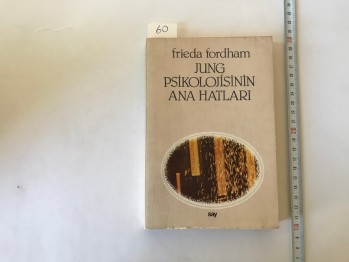 60
frieda fordham
JUNG
PSİKOLOJİSİNİN
ANA HATLARI
say